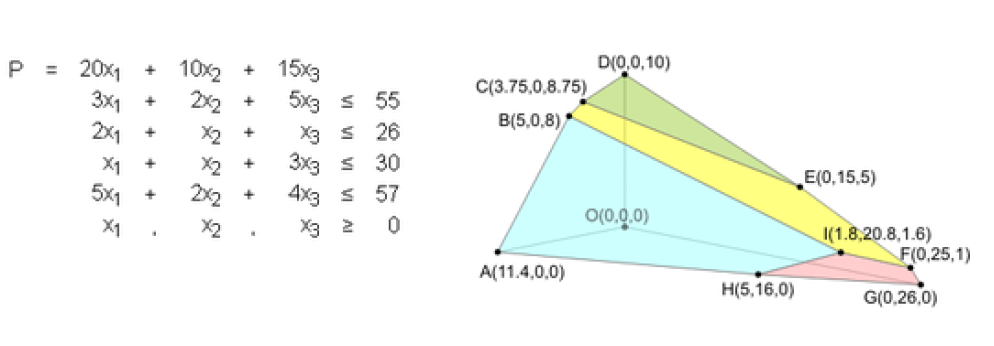 P = 20x₁ + 10x₂ + 15x₃
3x₁ + 2x₂ + 5x₃ ≤ 55
2x₁ + x₂ + x₃ ≤ 26
x₁ + x₂ + 3x₃ ≤ 30
5x₁ + 2x₂ + 4x₃ ≤ 57
x₁ , x₂ , x₃ ≥ 0
D(0,0,10)
C(3.75,0,8.75)
B(5,0,8)
E(0,15,5)
O(0,0,0)
I(1.8,20.8,1.6)
F(0,25,1)
A(11.4,0,0)
H(5,16,0)
G(0,26,0)